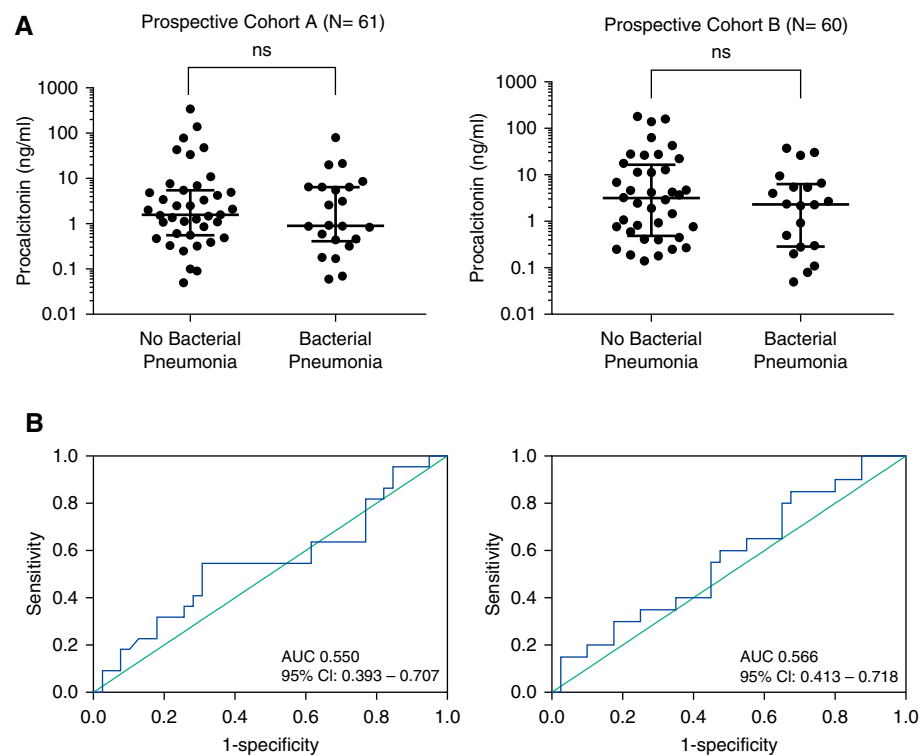 A
Prospective Cohort A (N= 61)
ns
Procalcitonin (ng/ml)
1000
100
10
1
0.1
0.01
No Bacterial
Pneumonia
Bacterial
Pneumonia
Prospective Cohort B (N= 60)
ns
Procalcitonin (ng/ml)
1000
100
10
1
0.1
0.01
No Bacterial
Pneumonia
Bacterial
Pneumonia
B
Sensitivity
1.0
0.8
0.6
0.4
0.2
0.0
AUC 0.550
95% CI: 0.393 – 0.707
0.0 0.2 0.4 0.6 0.8 1.0
1-specificity
Sensitivity
1.0
0.8
0.6
0.4
0.2
0.0
AUC 0.566
95% CI: 0.413 – 0.718
0.0 0.2 0.4 0.6 0.8 1.0
1-specificity